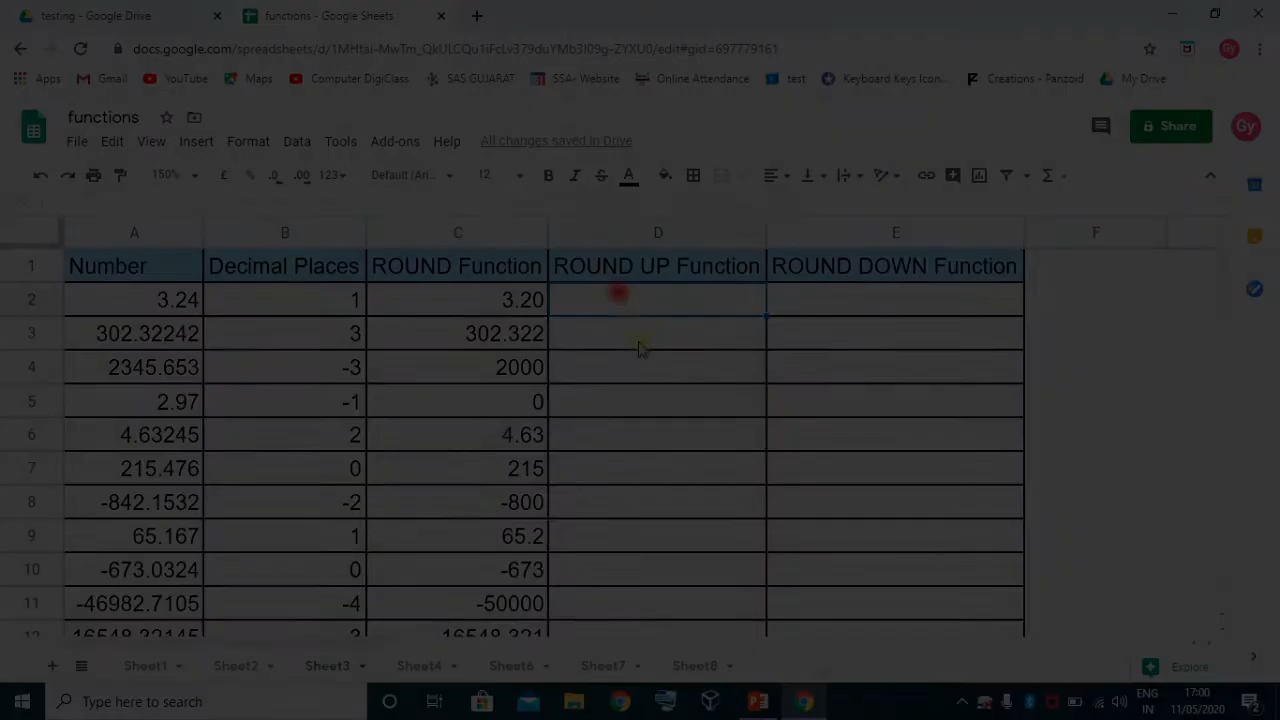 testing - Google Drive
functions - Google Sheets
docs.google.com/spreadsheets/d/1MHtai-MwTm_QkULCQu1iFcLv379duYMb3I09g-ZYXU0/edit#gid=697779161
Apps Gmail YouTube Maps Computer DigiClass SAS GUJARAT SSA- Website Online Attendance test Keyboard Keys Icon... Creations - Panzoid My Drive
functions
File Edit View Insert Format Data Tools Add-ons Help All changes saved in Drive
Share
Gy
150% £ % .0 .00 123 Default (Ari... 12 B I S A
A B C D E F
1 Number Decimal Places ROUND Function ROUND UP Function ROUND DOWN Function
2 3.24 1 3.20
3 302.32242 3 302.322
4 2345.653 -3 2000
5 2.97 -1 0
6 4.63245 2 4.63
7 215.476 0 215
8 -842.1532 -2 -800
9 65.167 1 65.2
10 -673.0324 0 -673
11 -46982.7105 -4 -50000
12 16548.32145 3 16548.321
Sheet1 Sheet2 Sheet3 Sheet4 Sheet6 Sheet7 Sheet8 Explore
Type here to search
ENG
IN
17:00
11/05/2020